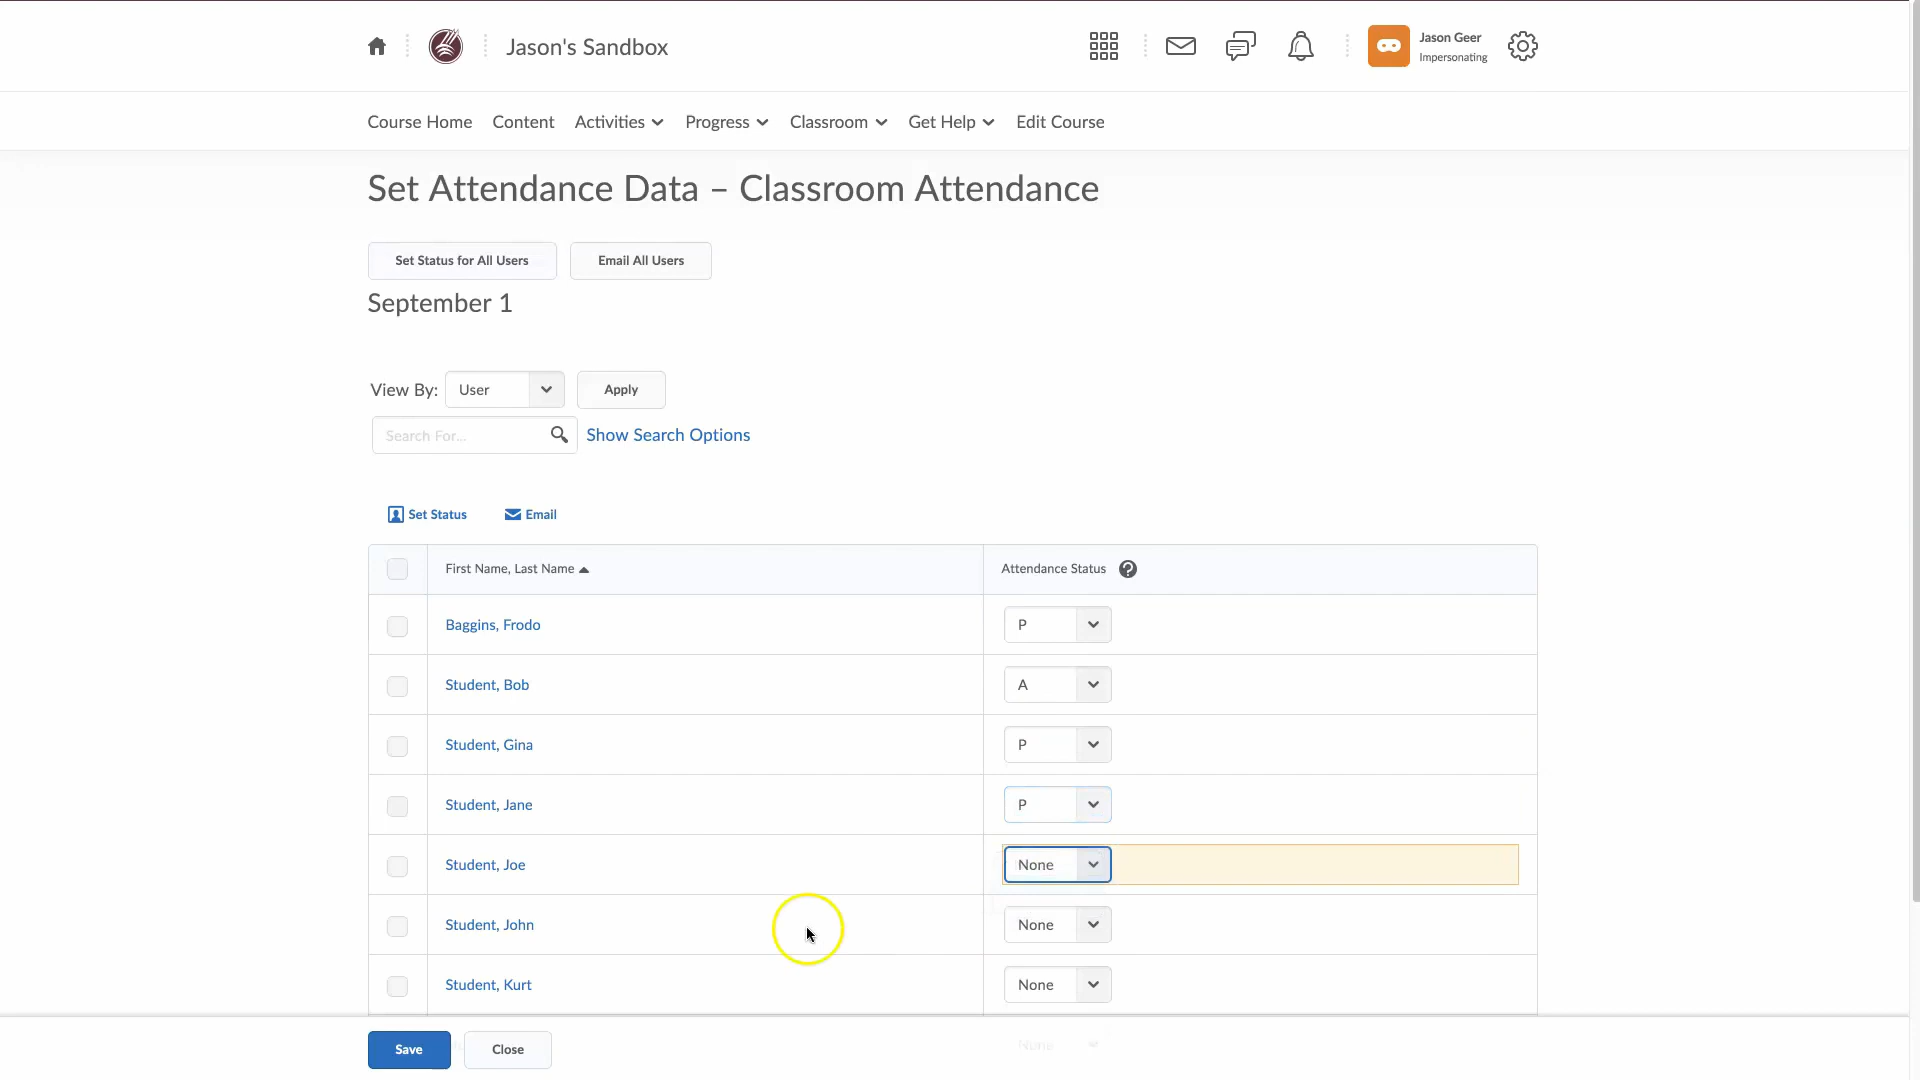 Jason's Sandbox
Jason Geer
Impersonating
Course Home Content Activities Progress Classroom Get Help Edit Course
Set Attendance Data – Classroom Attendance
Set Status for All Users Email All Users
September 1
View By: User Apply
Search For... Show Search Options
Set Status Email
First Name, Last Name Attendance Status ?
Baggins, Frodo P
Student, Bob A
Student, Gina P
Student, Jane P
Student, Joe None
Student, John None
Student, Kurt None
None
Save Close